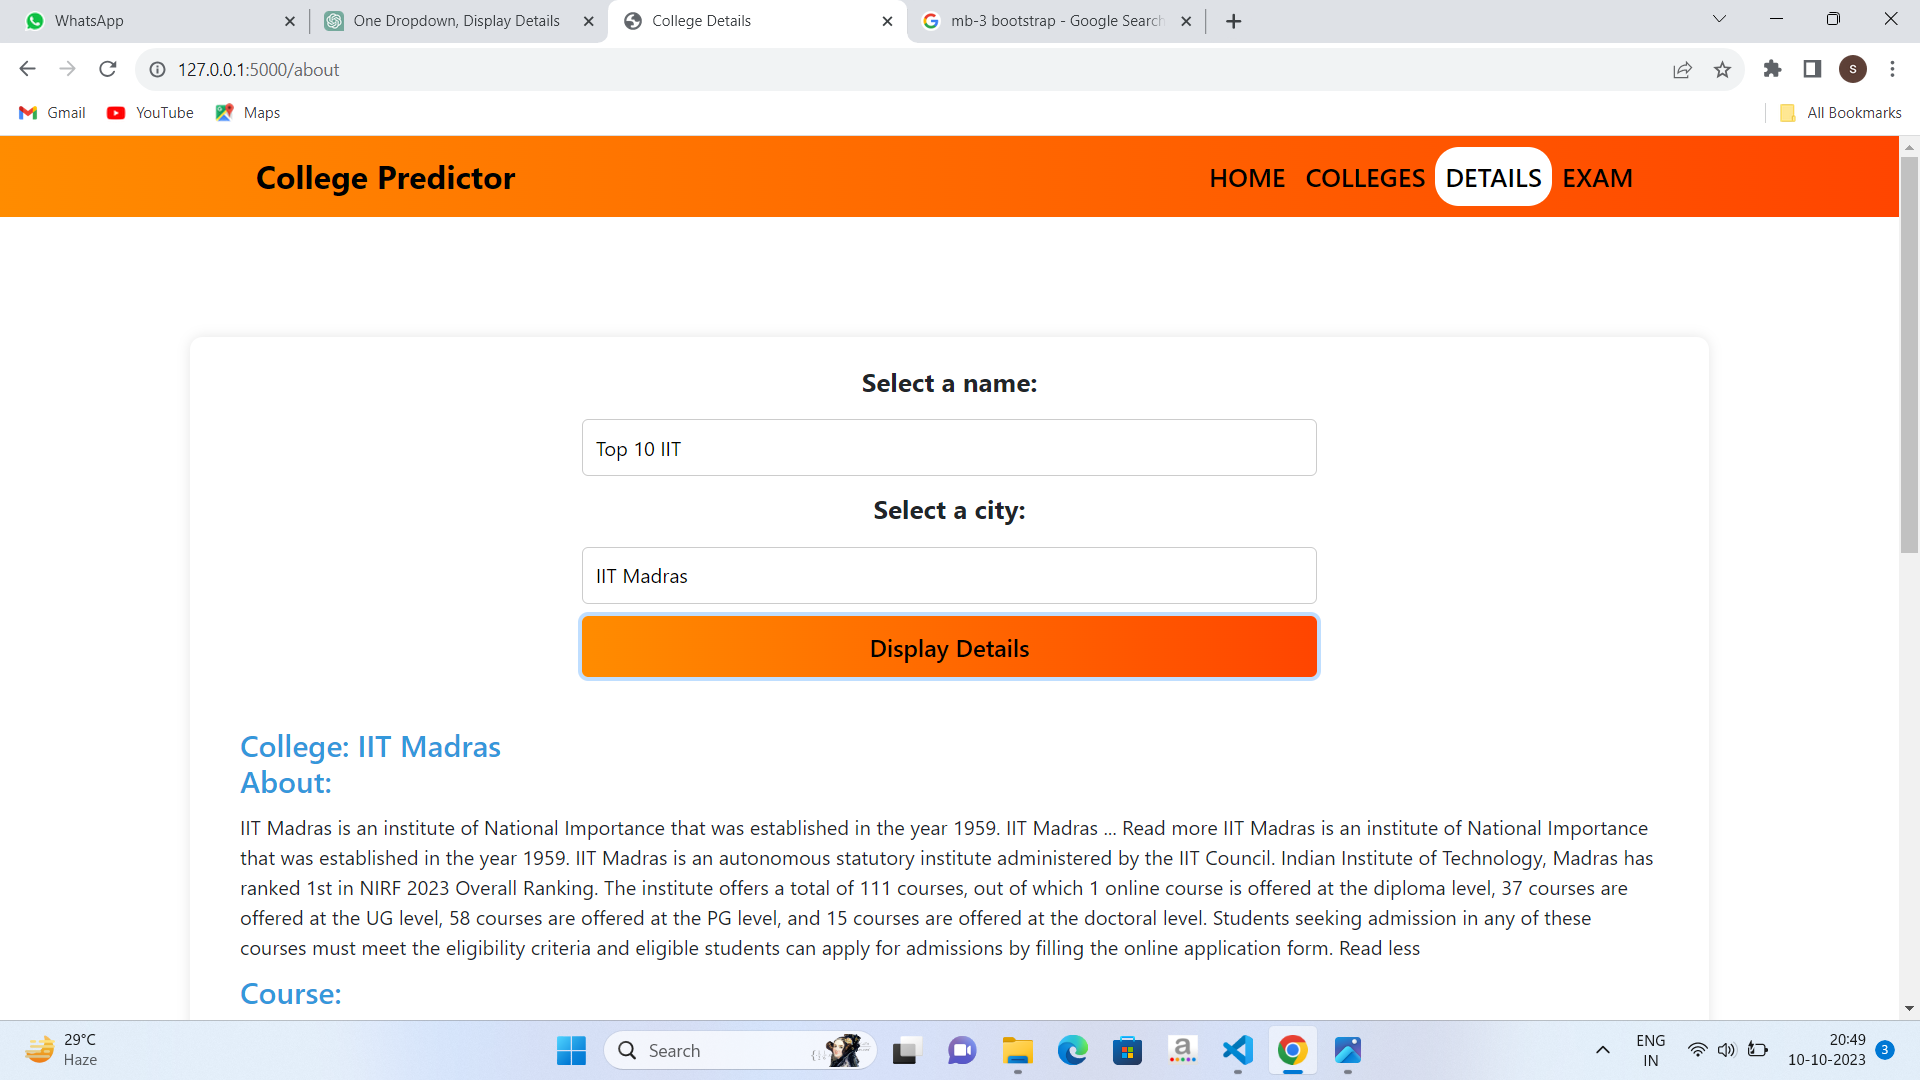 WhatsApp
One Dropdown, Display Details
College Details
mb-3 bootstrap - Google Search
127.0.0.1:5000/about
S
Gmail
YouTube
Maps
All Bookmarks
College Predictor
HOME
COLLEGES
DETAILS
EXAM
Select a name:
Top 10 IIT
Select a city:
IIT Madras
Display Details
College: IIT Madras
About:
IIT Madras is an institute of National Importance that was established in the year 1959. IIT Madras ... Read more IIT Madras is an institute of National Importance
that was established in the year 1959. IIT Madras is an autonomous statutory institute administered by the IIT Council. Indian Institute of Technology, Madras has
ranked 1st in NIRF 2023 Overall Ranking. The institute offers a total of 111 courses, out of which 1 online course is offered at the diploma level, 37 courses are
offered at the UG level, 58 courses are offered at the PG level, and 15 courses are offered at the doctoral level. Students seeking admission in any of these
courses must meet the eligibility criteria and eligible students can apply for admissions by filling the online application form. Read less
Course:
29°C
Haze
Search
a
ENG
IN
20:49
10-10-2023
3